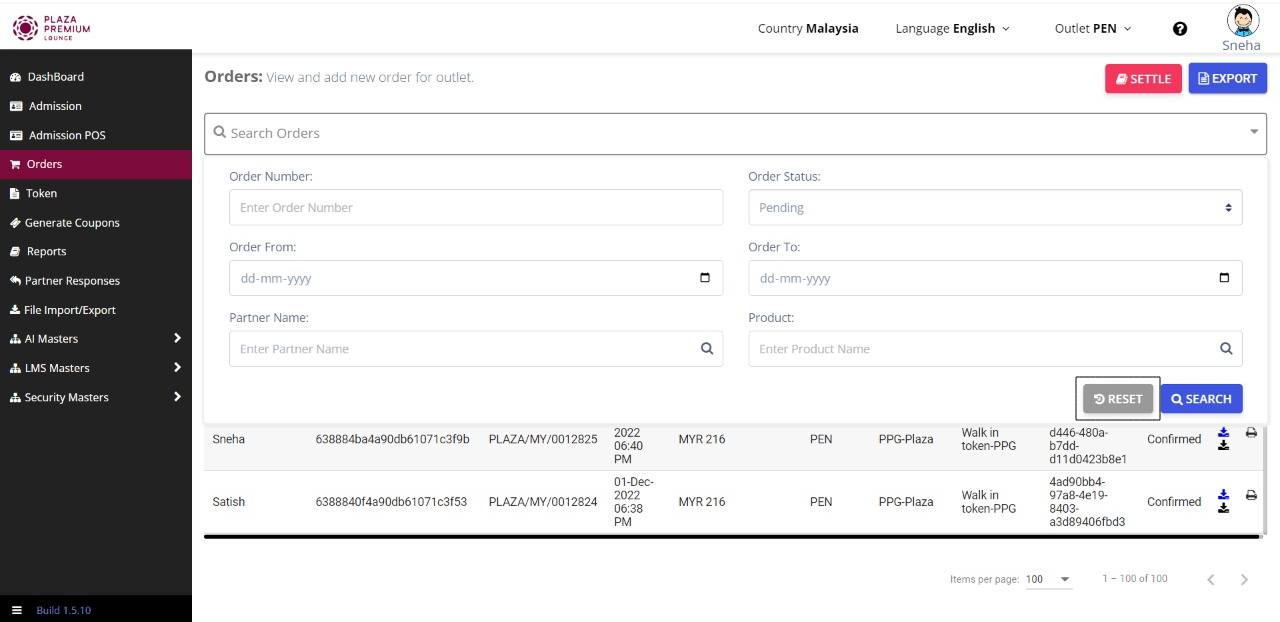 PLAZA
PREMIUM
LOUNGE
Country Malaysia
Language English
Outlet PEN
Sneha
DashBoard
Admission
Admission POS
Orders
Token
Generate Coupons
Reports
Partner Responses
File Import/Export
AI Masters
LMS Masters
Security Masters
Build 1.5.10
Orders: View and add new order for outlet.
SETTLE
EXPORT
Search Orders
Order Number:
Enter Order Number
Order Status:
Pending
Order From:
dd-mm-yyyy
Order To:
dd-mm-yyyy
Partner Name:
Enter Partner Name
Product:
Enter Product Name
RESET
SEARCH
Sneha
638884ba4a90db61071c3f9b
PLAZA/MY/0012825
2022
06:40
PM
MYR 216
PEN
PPG-Plaza
Walk in
token-PPG
d446-480a-
b7dd-
d11d0423b8e1
Confirmed
Satish
6388840f4a90db61071c3f53
PLAZA/MY/0012824
01-Dec-
2022
06:38
PM
MYR 216
PEN
PPG-Plaza
Walk in
token-PPG
4ad90bb4-
97a8-4e19-
8403-
a3d89406fbd3
Confirmed
Items per page: 100
1 – 100 of 100